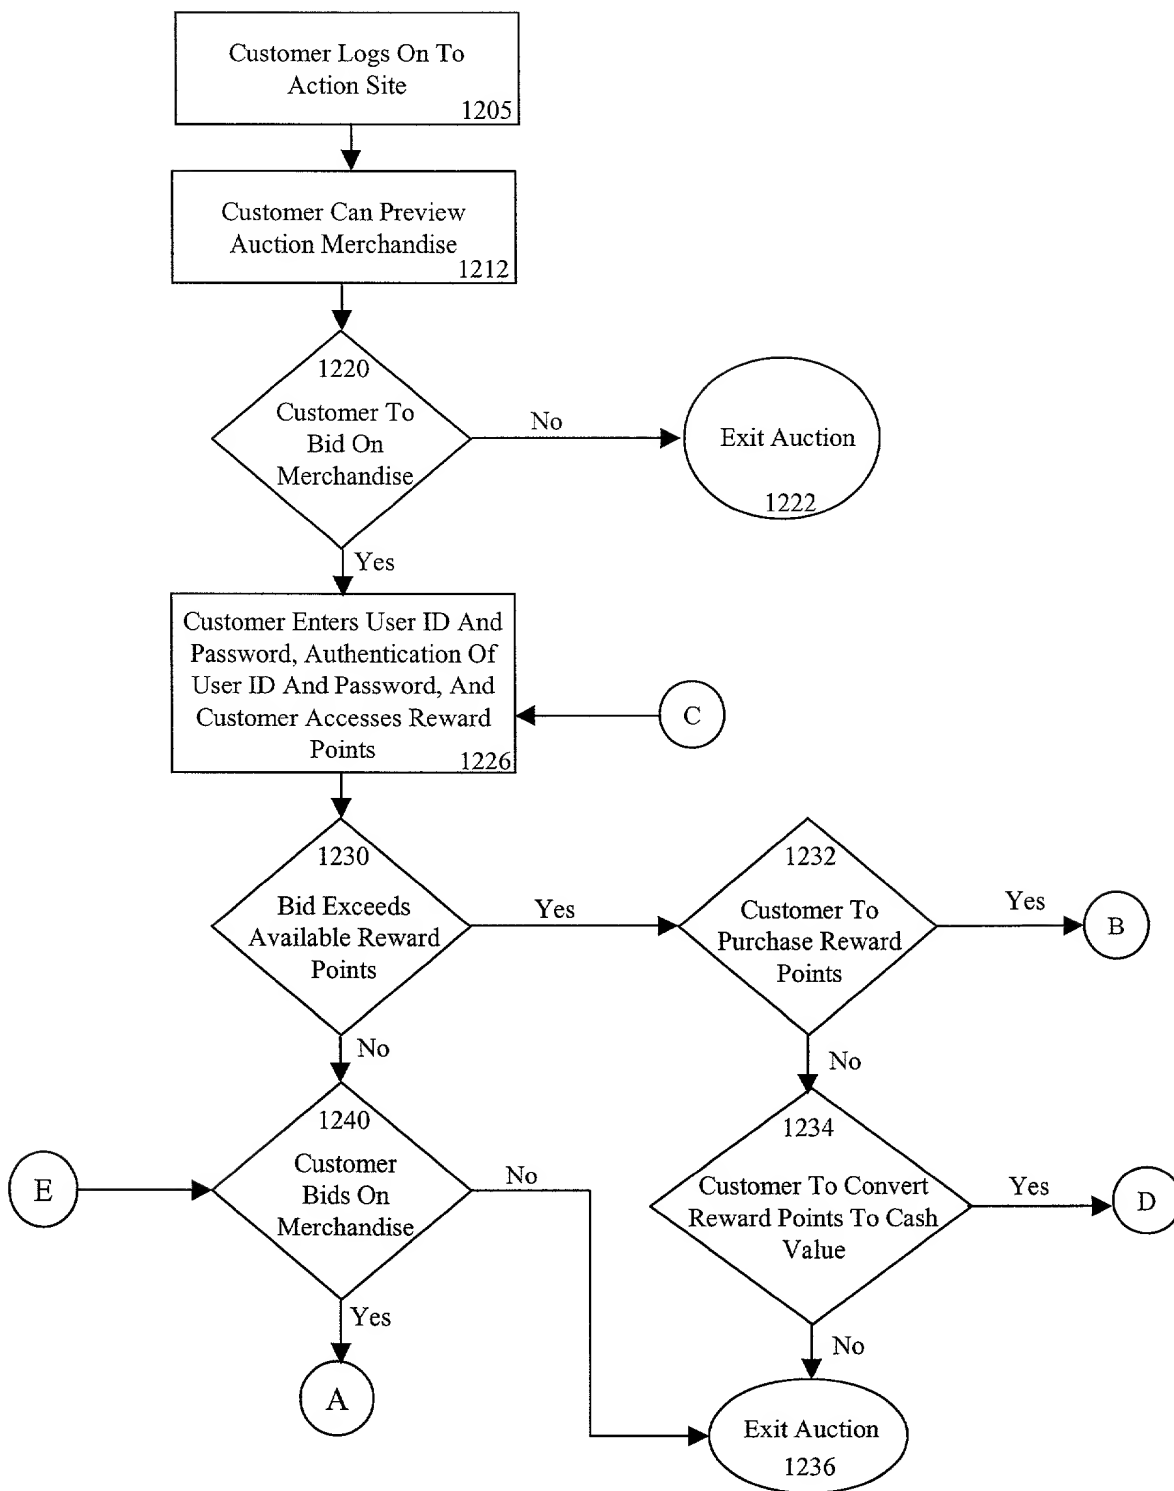 Customer Logs On To
Action Site
1205
Customer Can Preview
Auction Merchandise
1212
1220
Customer To
Bid On
Merchandise
No
Exit Auction
1222
Yes
Customer Enters User ID And
Password, Authentication Of
User ID And Password, And
Customer Accesses Reward
Points
1226
C
1230
Bid Exceeds
Available Reward
Points
Yes
1232
Customer To
Purchase Reward
Points
Yes
B
No
No
1240
Customer
Bids On
Merchandise
E
No
1234
Customer To Convert
Reward Points To Cash
Value
Yes
D
Yes
A
No
Exit Auction
1236